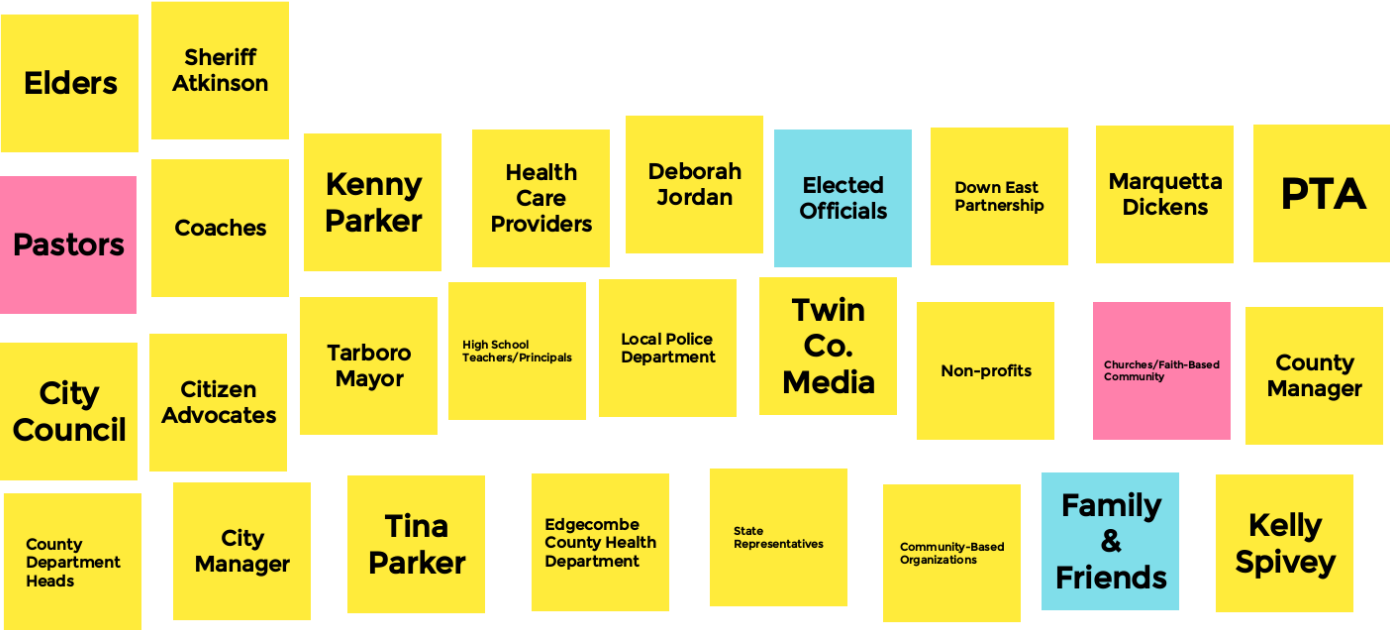 Elders
Sheriff
Atkinson
Kenny
Parker
Health
Care
Providers
Deborah
Jordan
Elected
Officials
Down East
Partnership
Marquetta
Dickens
PTA
Pastors
Coaches
Tarboro
Mayor
High School
Teachers/Principals
Local Police
Department
Twin
Co.
Media
Non-profits
Churches/Faith-Based
Community
County
Manager
City
Council
Citizen
Advocates
County
Department
Heads
City
Manager
Tina
Parker
Edgecombe
County Health
Department
State
Representatives
Community-Based
Organizations
Family
&
Friends
Kelly
Spivey